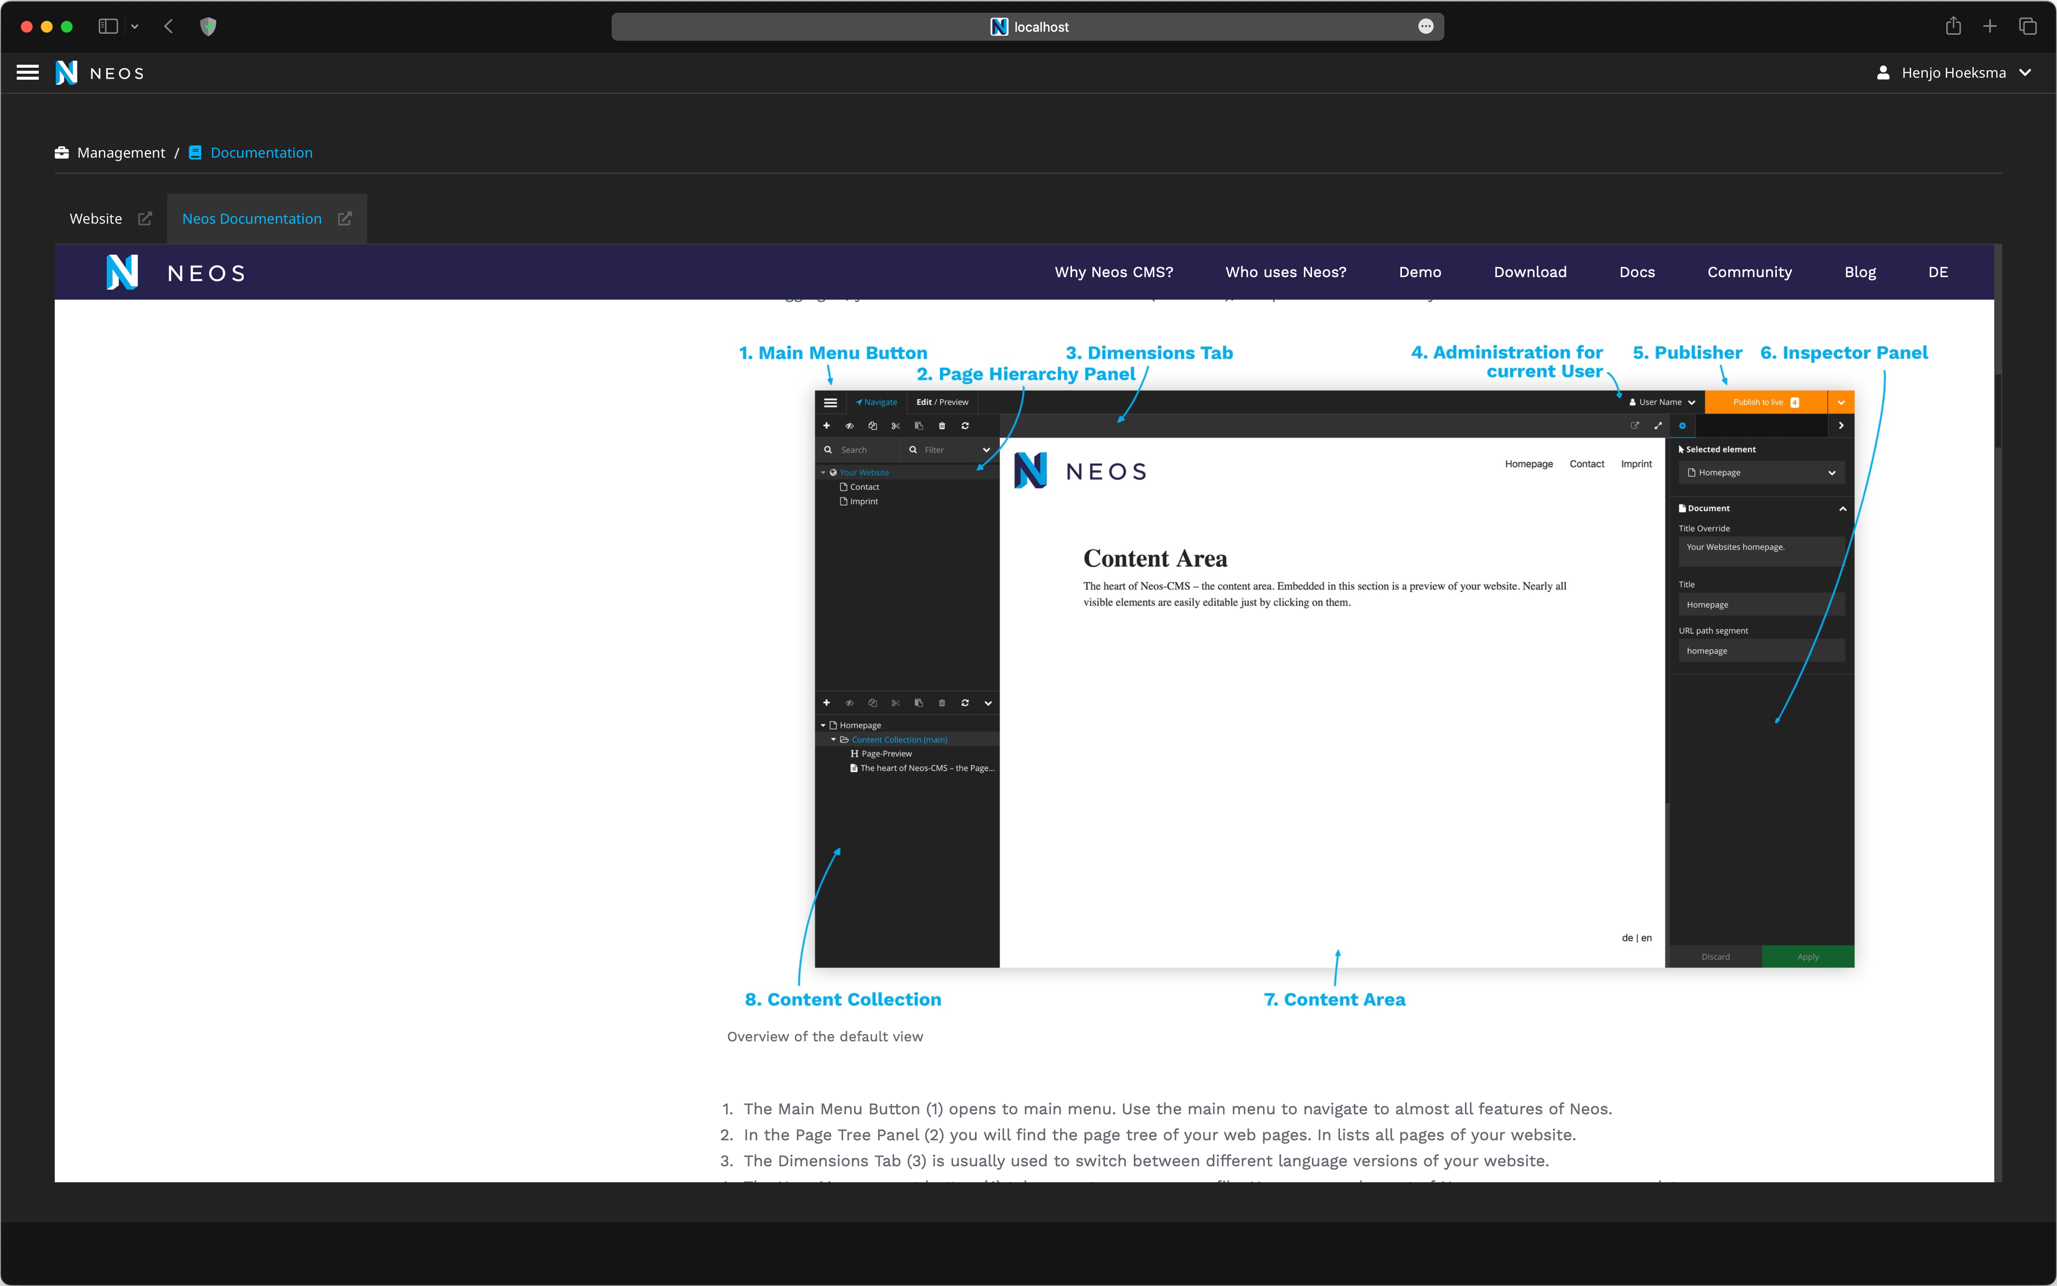 localhost
NEOS
Henjo Hoeksma
Management / Documentation
Website
Neos Documentation
NEOS
Why Neos CMS?
Who uses Neos?
Demo
Download
Docs
Community
Blog
DE
1. Main Menu Button
2. Page Hierarchy Panel
3. Dimensions Tab
4. Administration for
current User
5. Publisher
6. Inspector Panel
Navigate
Edit / Preview
User Name
Publish to live 4
Search
Filter
Your Website
Contact
Imprint
NEOS
Homepage
Contact
Imprint
Content Area
The heart of Neos-CMS – the content area. Embedded in this section is a preview of your website. Nearly all
visible elements are easily editable just by clicking on them.
de | en
Selected element
Homepage
Document
Title Override
Your Websites homepage.
Title
Homepage
URL path segment
homepage
Discard
Apply
Homepage
Content Collection (main)
Page-Preview
The heart of Neos-CMS – the Page...
8. Content Collection
7. Content Area
Overview of the default view
1. The Main Menu Button (1) opens to main menu. Use the main menu to navigate to almost all features of Neos.
2. In the Page Tree Panel (2) you will find the page tree of your web pages. In lists all pages of your website.
3. The Dimensions Tab (3) is usually used to switch between different language versions of your website.